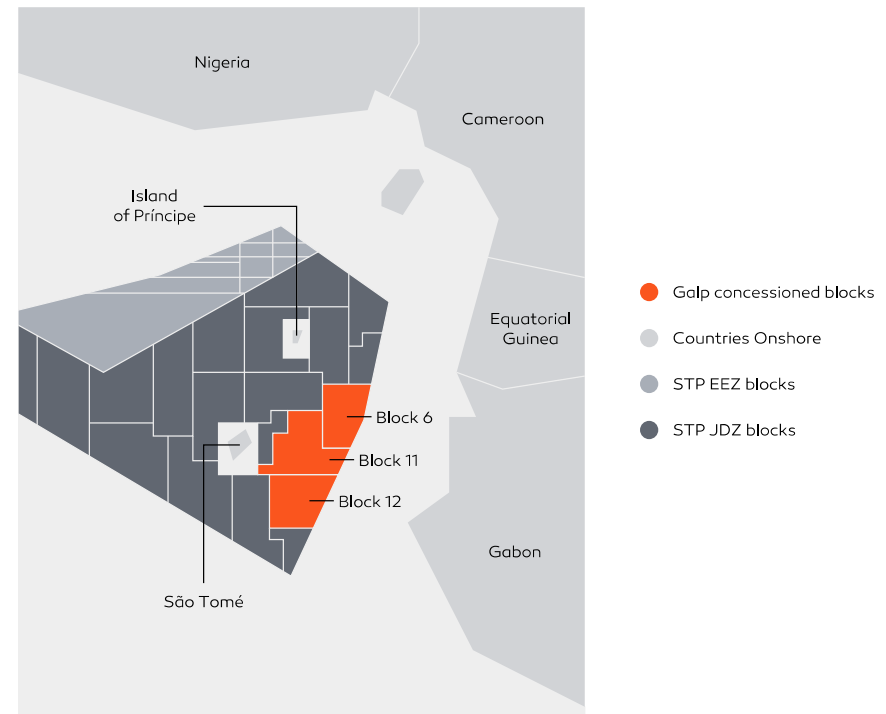 Nigeria
Cameroon
Island
of Príncipe
Equatorial
Guinea
Block 6
Block 11
Block 12
Gabon
São Tomé
Galp concessioned blocks
Countries Onshore
STP EEZ blocks
STP JDZ blocks